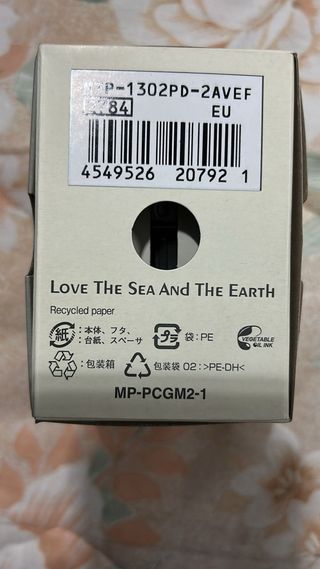 P-1302PD-2AVEF
84
EU
4549526 20792 1
LOVE THE SEA AND THE EARTH
Recycled paper
紙 :本体、フタ、
:台紙、スペーサ
プラ 袋:PE
VEGETABLE
OIL INK
:包装箱
包装袋 02:>PE-DH<
MP-PCGM2-1